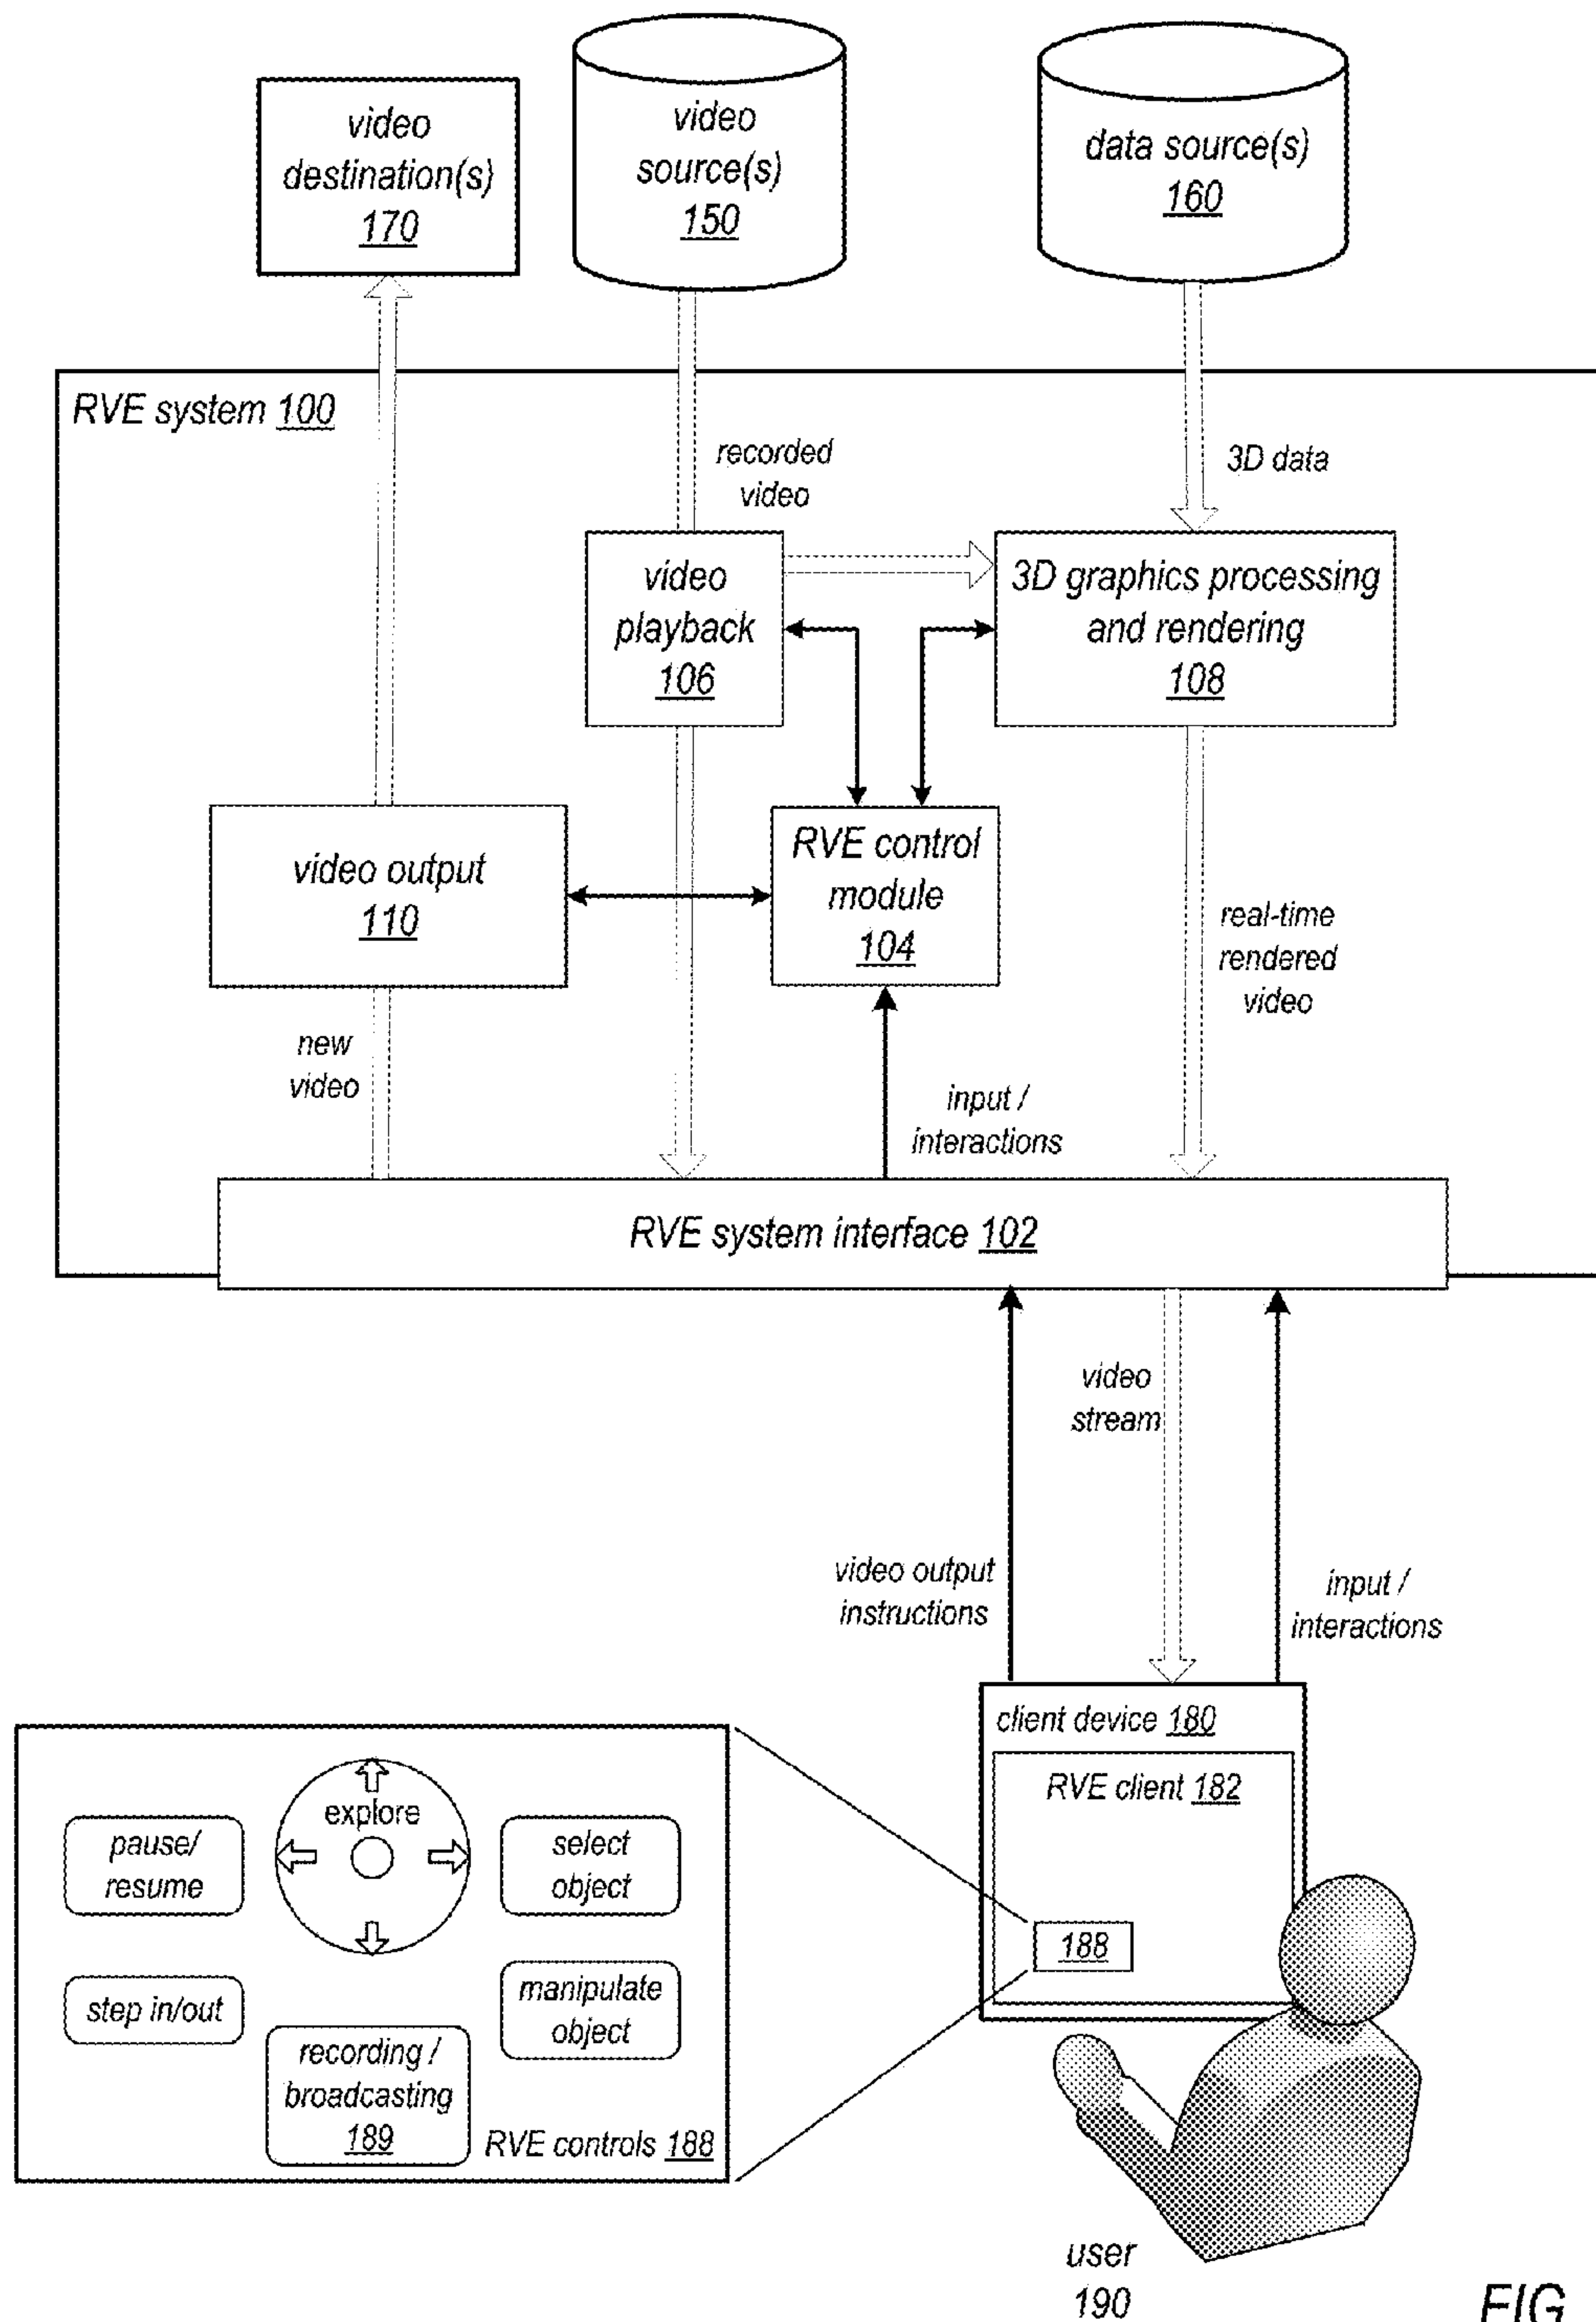 video
destination(s)
170
video
source(s)
150
data source(s)
160
RVE system 100
recorded
video
3D data
video
playback
106
3D graphics processing
and rendering
108
video output
110
RVE control
module
104
real-time
rendered
video
new
video
input /
interactions
RVE system interface 102
video
stream
video output
instructions
input /
interactions
client device 180
RVE client 182
188
explore
pause/
resume
select
object
step in/out
manipulate
object
recording /
broadcasting
189
RVE controls 188
user
190
FIG